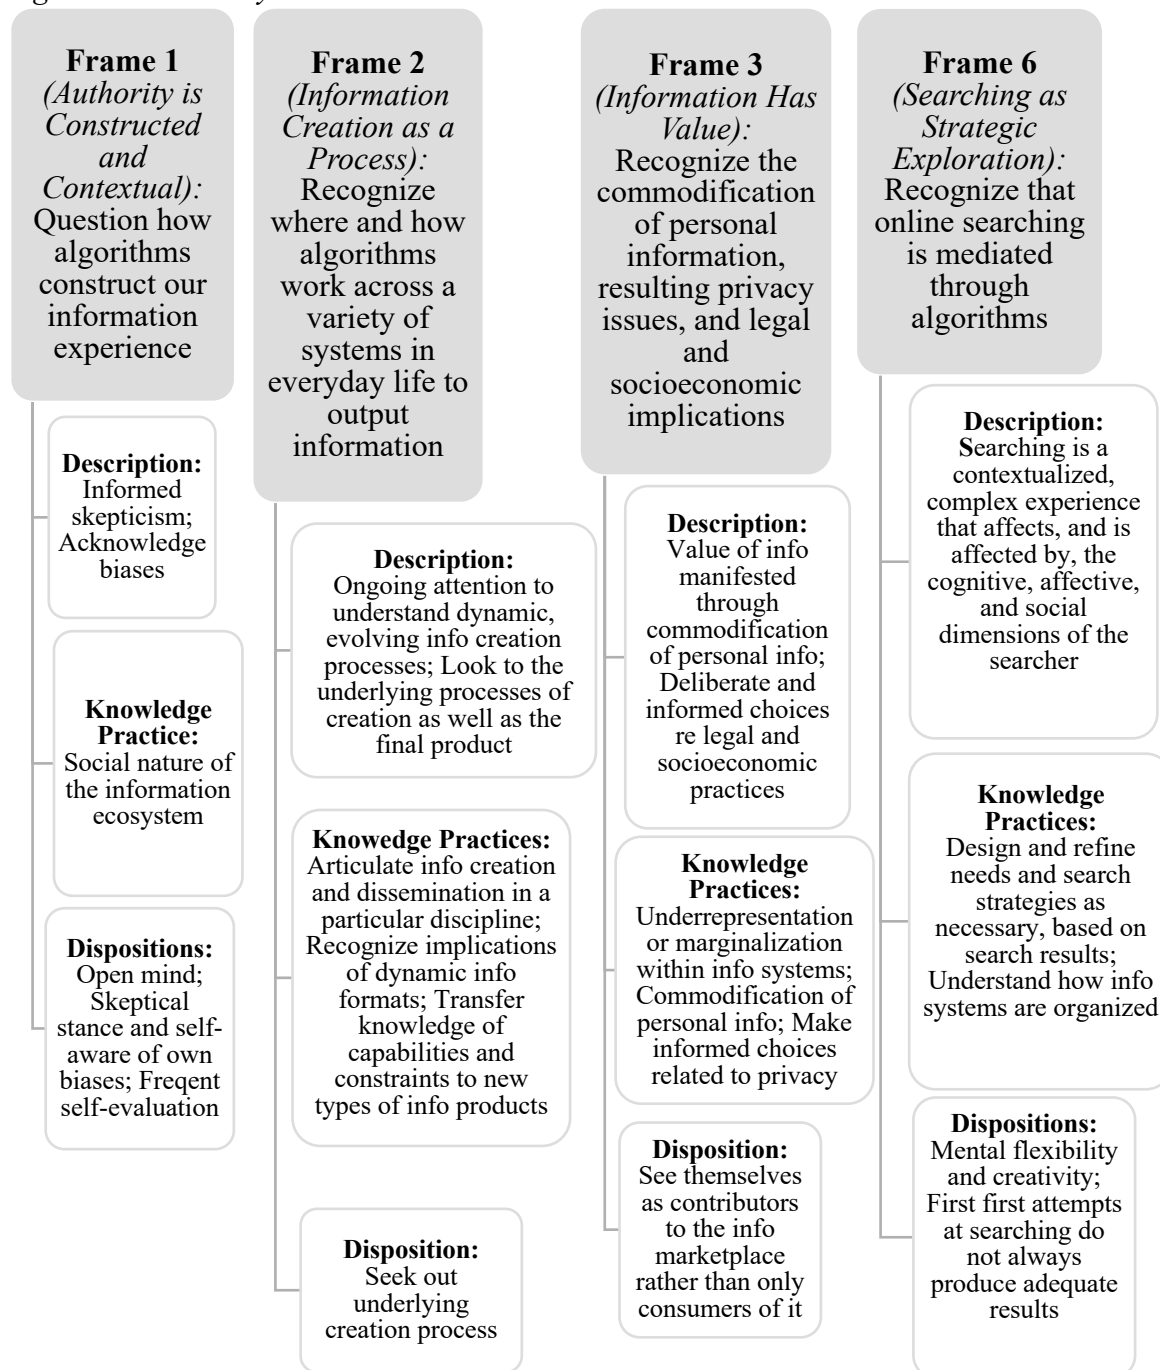 Frame 1
(Authority is
Constructed
and
Contextual):
Question how
algorithms
construct our
information
experience
Description:
Informed
skepticism;
Acknowledge
biases
Knowledge
Practice:
Social nature of
the information
ecosystem
Dispositions:
Open mind;
Skeptical
stance and self-
aware of own
biases; Freqent
self-evaluation
Frame 2
(Information
Creation as a
Process):
Recognize
where and how
algorithms
work across a
variety of
systems in
everyday life to
output
information
Description:
Ongoing attention to
understand dynamic,
evolving info creation
processes; Look to the
underlying processes of
creation as well as the
final product
Knowedge Practices:
Articulate info creation
and dissemination in a
particular discipline;
Recognize implications
of dynamic info
formats; Transfer
knowledge of
capabilities and
constraints to new
types of info products
Disposition:
Seek out
underlying
creation process
Frame 3
(Information Has
Value):
Recognize the
commodification
of personal
information,
resulting privacy
issues, and legal
and
socioeconomic
implications
Description:
Value of info
manifested
through
commodification
of personal info;
Deliberate and
informed choices
re legal and
socioeconomic
practices
Knowledge
Practices:
Underrepresentation
or marginalization
within info systems;
Commodification of
personal info; Make
informed choices
related to privacy
Disposition:
See themselves
as contributors
to the info
marketplace
rather than only
consumers of it
Frame 6
(Searching as
Strategic
Exploration):
Recognize that
online searching
is mediated
through
algorithms
Description:
Searching is a
contextualized,
complex experience
that affects, and is
affected by, the
cognitive, affective,
and social
dimensions of the
searcher
Knowledge
Practices:
Design and refine
needs and search
strategies as
necessary, based on
search results;
Understand how info
systems are organized
Dispositions:
Mental flexibility
and creativity;
First first attempts
at searching do
not always
produce adequate
results